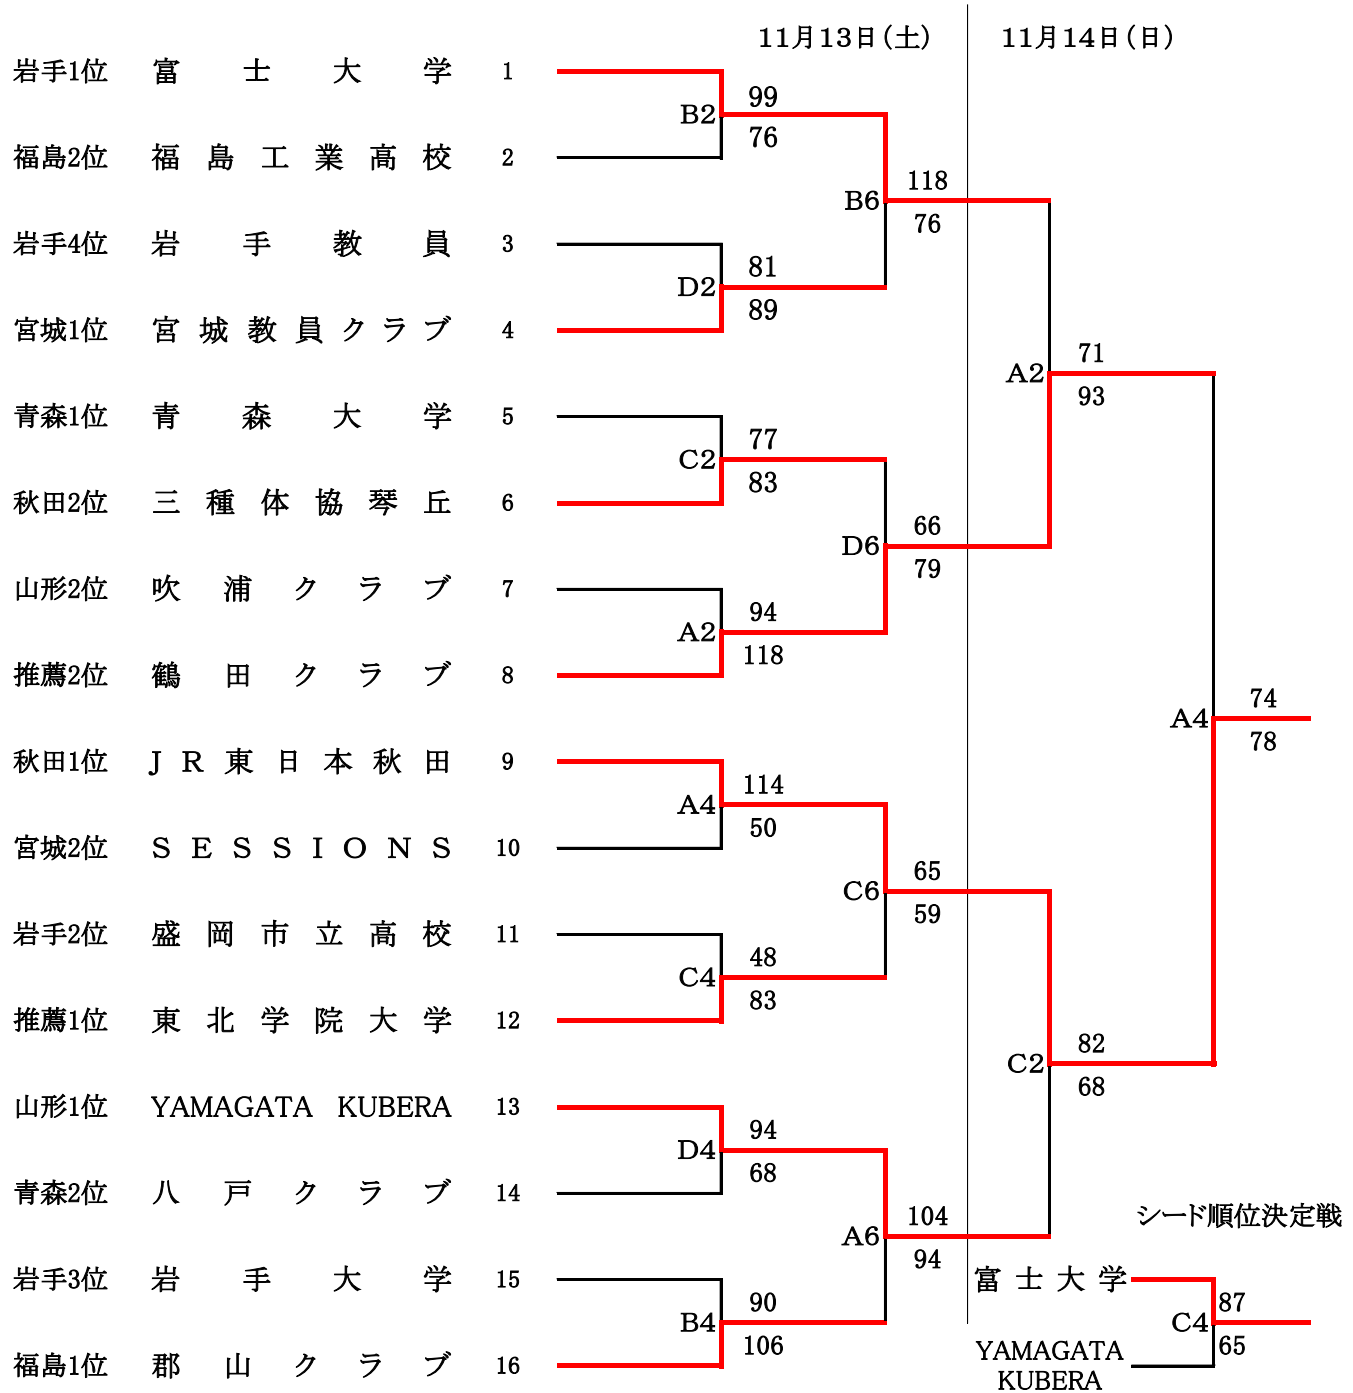 11月13日(土) 11月14日(日)
岩手1位 富士大学 1
B2 99
76
福島2位 福島工業高校 2
B6 118
76
岩手4位 岩手教員 3
D2 81
89
宮城1位 宮城教員クラブ 4
A2 71
93
青森1位 青森大学 5
C2 77
83
秋田2位 三種体協琴丘 6
D6 66
79
山形2位 吹浦クラブ 7
A2 94
118
推薦2位 鶴田クラブ 8
A4 74
78
秋田1位 JR東日本秋田 9
A4 114
50
宮城2位 SESSIONS 10
C6 65
59
岩手2位 盛岡市立高校 11
C4 48
83
推薦1位 東北学院大学 12
C2 82
68
山形1位 YAMAGATA KUBERA 13
D4 94
68
青森2位 八戸クラブ 14
シード順位決定戦
A6 104
94
岩手3位 岩手大学 15
富士大学
B4 90
106
C4 87
65
福島1位 郡山クラブ 16
YAMAGATA
KUBERA